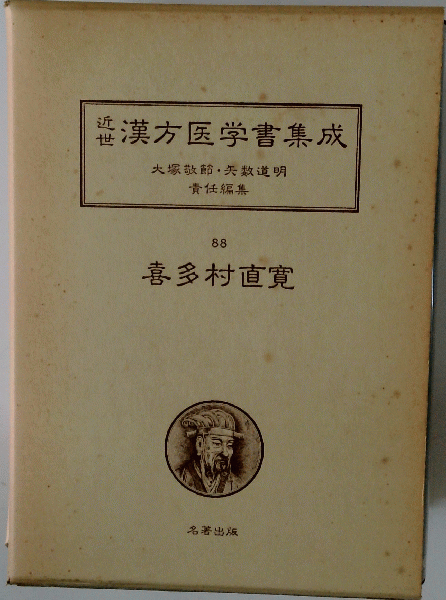 近世 漢方医学書集成
大塚敬節・矢数道明
責任編集
88
喜多村直寛
名著出版